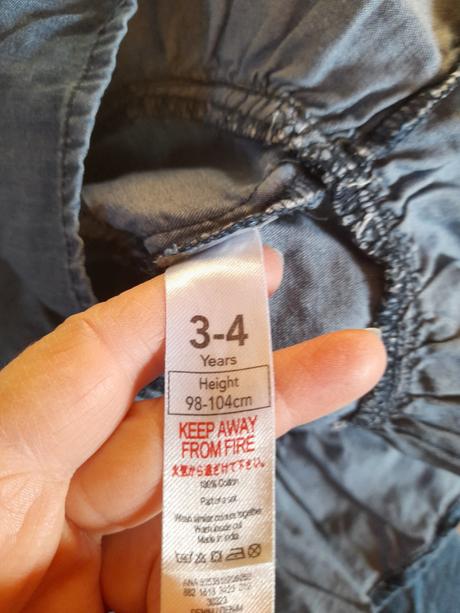 3-4
Years
Height
98-104cm
KEEP AWAY
FROM FIRE
火気から遠ざけて下さい。
100% Cotton
Part of a set
Wash similar colours together
Wash inside out
Made in India
30223